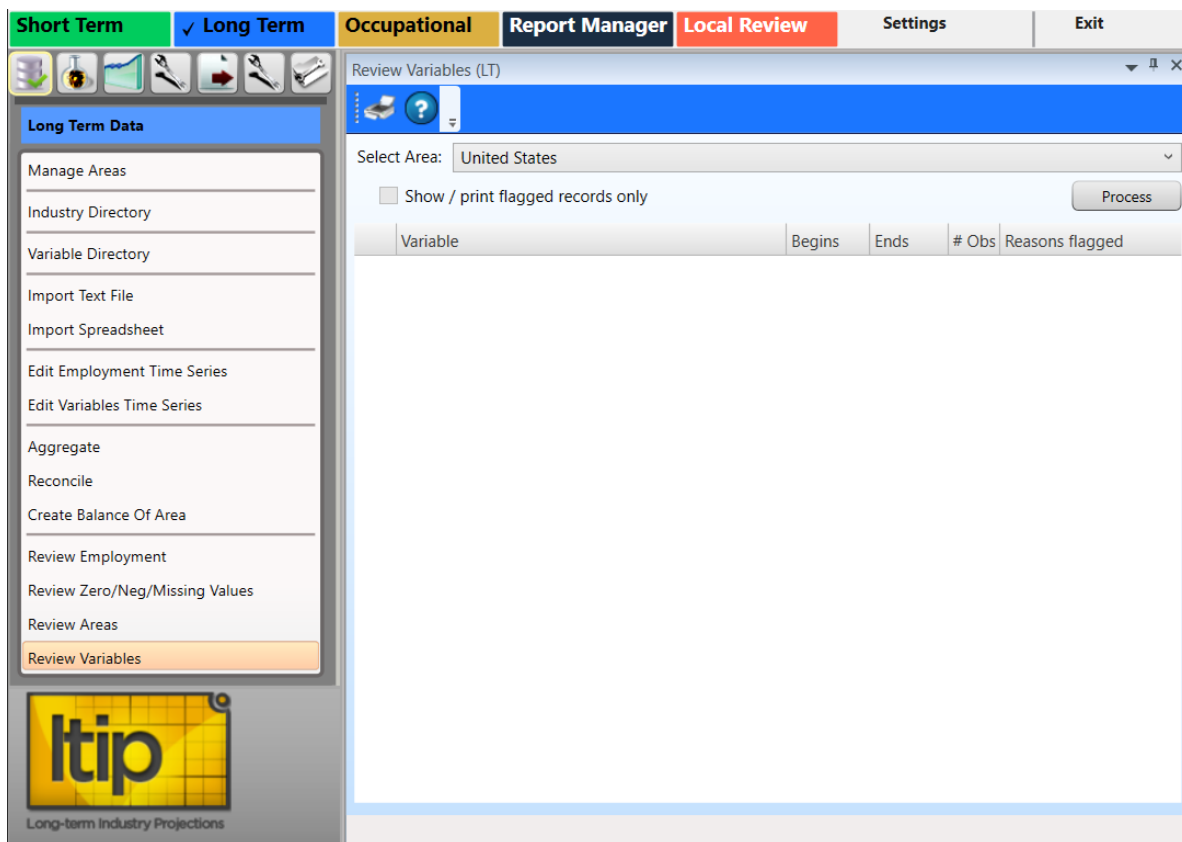 Short Term ✓ Long Term Occupational Report Manager Local Review Settings Exit
Review Variables (LT)
Long Term Data
Manage Areas
Industry Directory
Variable Directory
Import Text File
Import Spreadsheet
Edit Employment Time Series
Edit Variables Time Series
Aggregate
Reconcile
Create Balance Of Area
Review Employment
Review Zero/Neg/Missing Values
Review Areas
Review Variables
ltip
Long-term Industry Projections
Select Area: United States
Show / print flagged records only
Process
Variable Begins Ends # Obs Reasons flagged